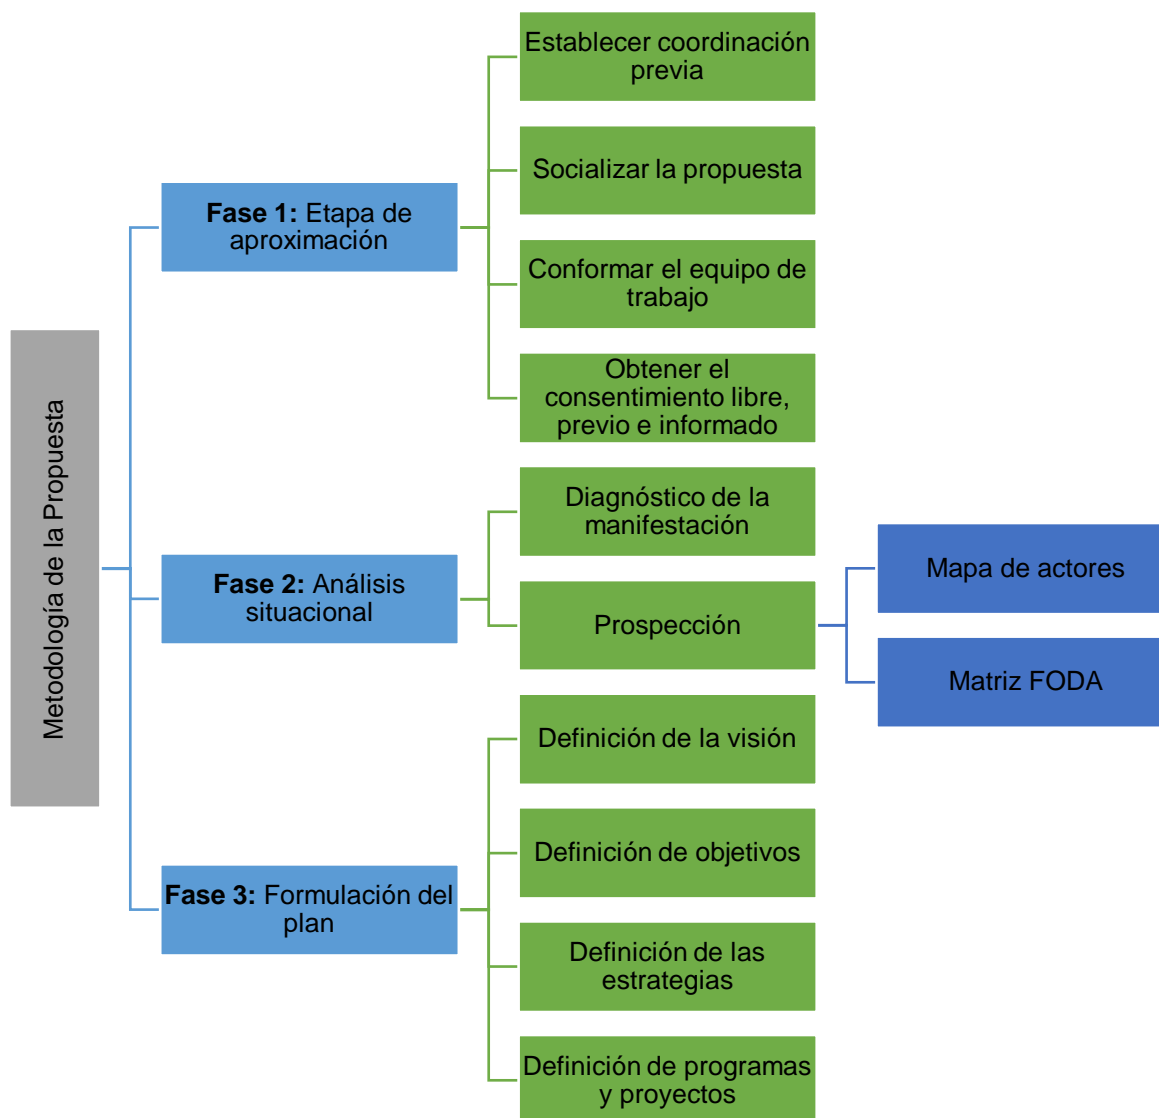 Metodología de la Propuesta
Fase 1: Etapa de
aproximación
Establecer coordinación
previa
Socializar la propuesta
Conformar el equipo de
trabajo
Obtener el
consentimiento libre,
previo e informado
Fase 2: Análisis
situacional
Diagnóstico de la
manifestación
Prospección
Mapa de actores
Matriz FODA
Fase 3: Formulación del
plan
Definición de la visión
Definición de objetivos
Definición de las
estrategias
Definición de programas
y proyectos